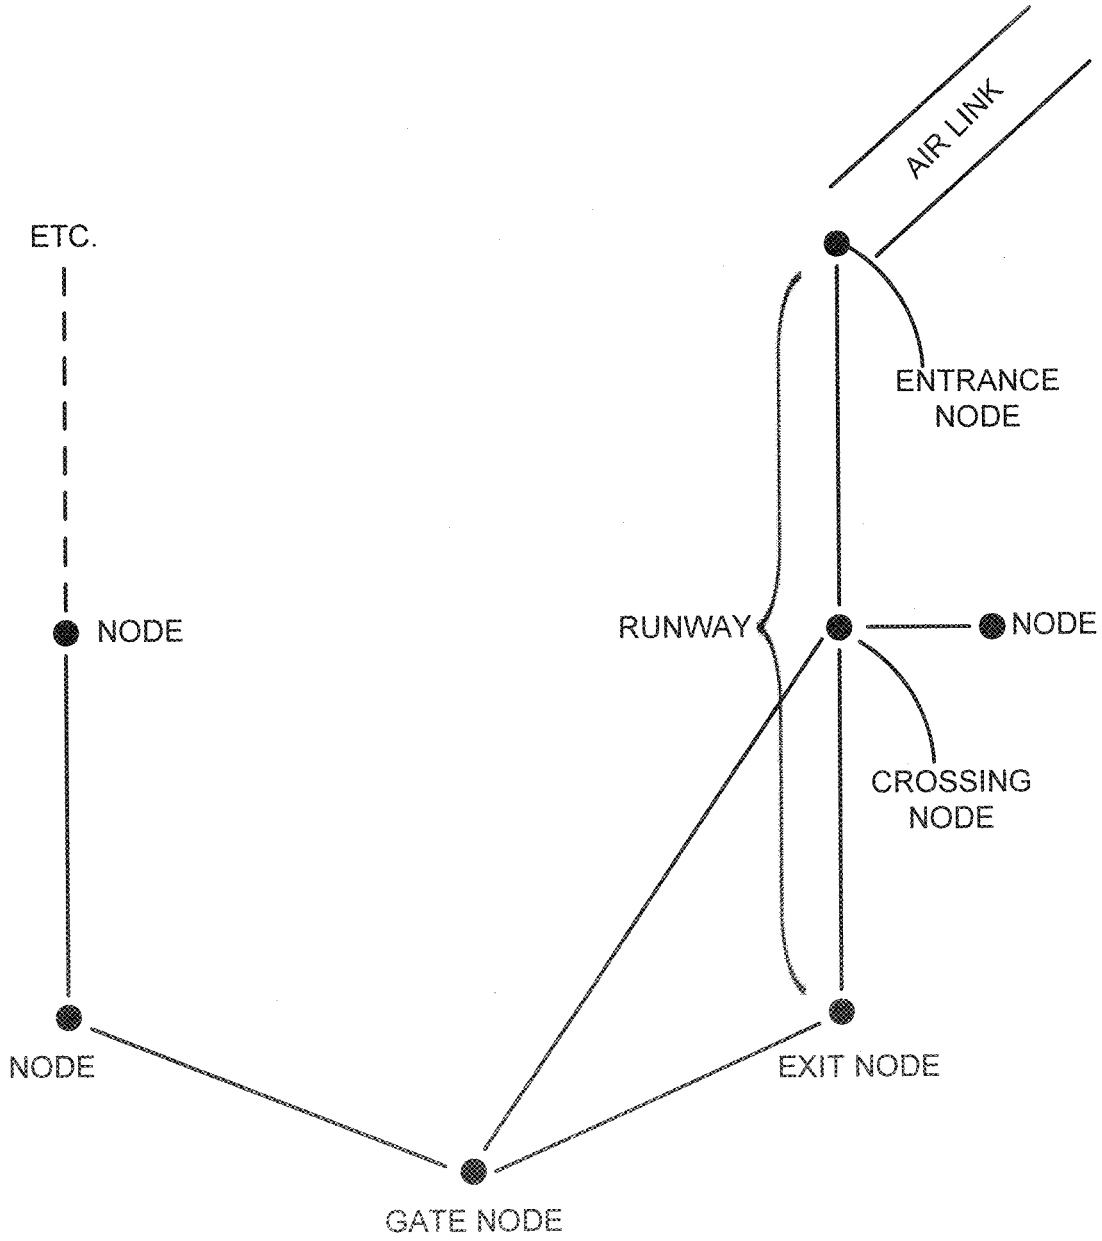 AIR LINK
ETC.
ENTRANCE
NODE
NODE
RUNWAY
NODE
CROSSING
NODE
NODE
EXIT NODE
GATE NODE